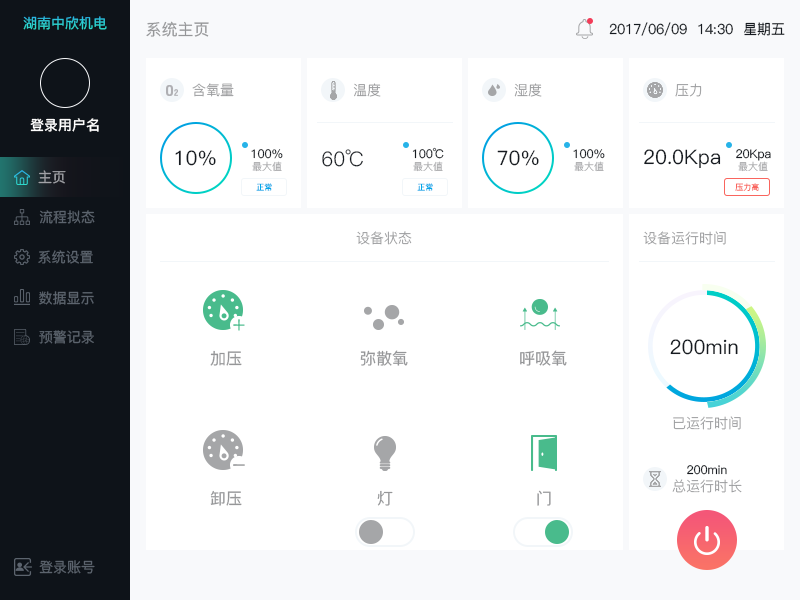 湖南中欣机电
登录用户名
主页
流程拟态
系统设置
数据显示
预警记录
登录账号
系统主页
2017/06/09 14:30 星期五
O₂ 含氧量
10%
100%
最大值
正常
温度
60℃
100℃
最大值
正常
湿度
70%
100%
最大值
压力
20.0Kpa
20Kpa
最大值
压力高
设备状态
加压
弥散氧
呼吸氧
卸压
灯
门
设备运行时间
200min
已运行时间
200min
总运行时长